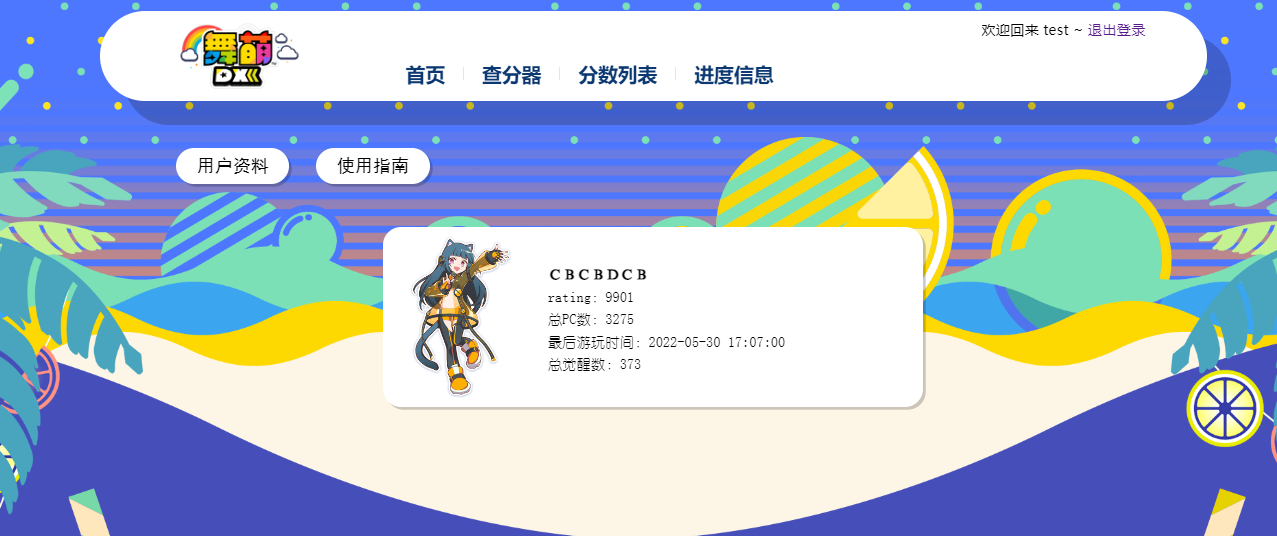 欢迎回来 test ~ 退出登录
舞萌
DX
首页 查分器 分数列表 进度信息
用户资料 使用指南
CBCBDCB
rating: 9901
总PC数: 3275
最后游玩时间: 2022-05-30 17:07:00
总觉醒数: 373